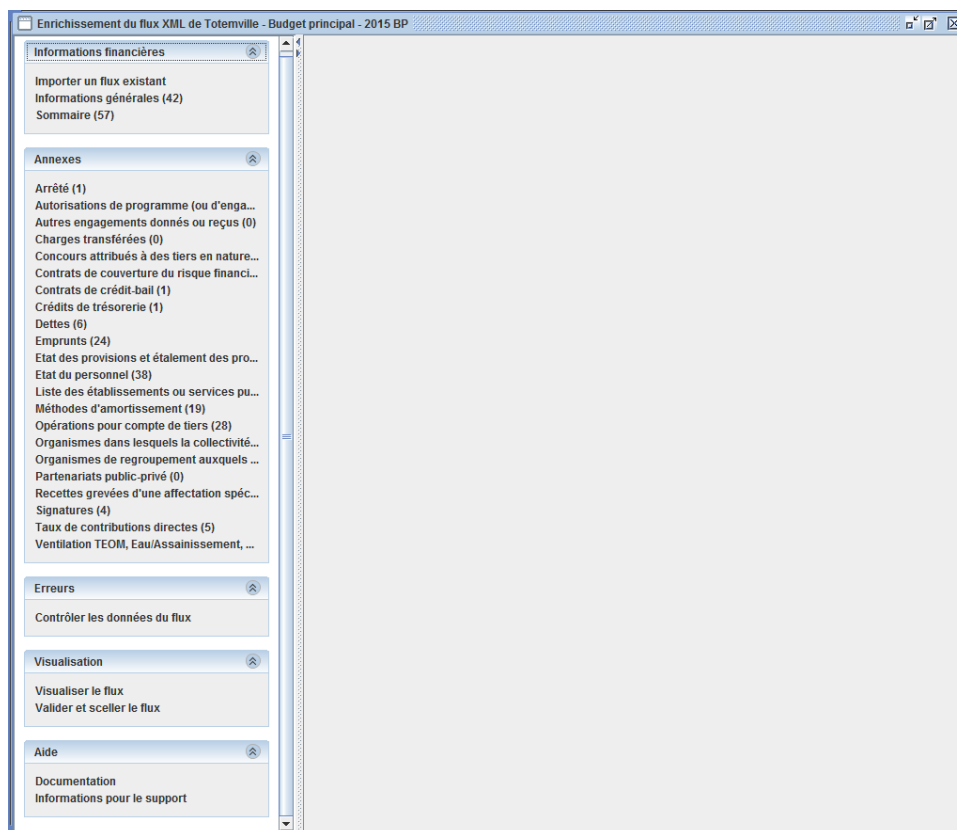 Enrichissement du flux XML de Totemville - Budget principal - 2015 BP
Informations financières
Importer un flux existant
Informations générales (42)
Sommaire (57)
Annexes
Arrêté (1)
Autorisations de programme (ou d'enga...
Autres engagements donnés ou reçus (0)
Charges transférées (0)
Concours attribués à des tiers en nature...
Contrats de couverture du risque financi...
Contrats de crédit-bail (1)
Crédits de trésorerie (1)
Dettes (6)
Emprunts (24)
Etat des provisions et étalement des pro...
Etat du personnel (38)
Liste des établissements ou services pu...
Méthodes d'amortissement (19)
Opérations pour compte de tiers (28)
Organismes dans lesquels la collectivité...
Organismes de regroupement auxquels ...
Partenariats public-privé (0)
Recettes grevées d'une affectation spéc...
Signatures (4)
Taux de contributions directes (5)
Ventilation TEOM, Eau/Assainissement, ...
Erreurs
Contrôler les données du flux
Visualisation
Visualiser le flux
Valider et sceller le flux
Aide
Documentation
Informations pour le support